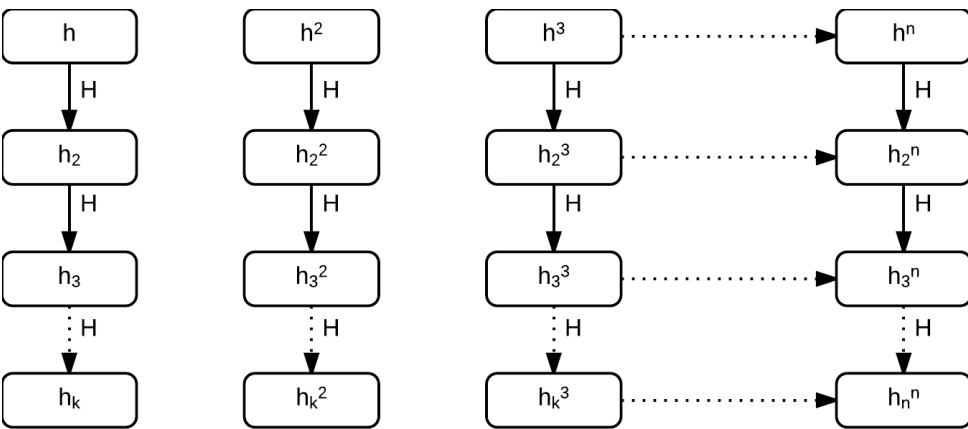 h h² h³ hⁿ
H H H H
h₂ h₂² h₂³ h₂ⁿ
H H H H
h₃ h₃² h₃³ h₃ⁿ
H H H H
hₖ hₖ² hₖ³ hₙⁿ